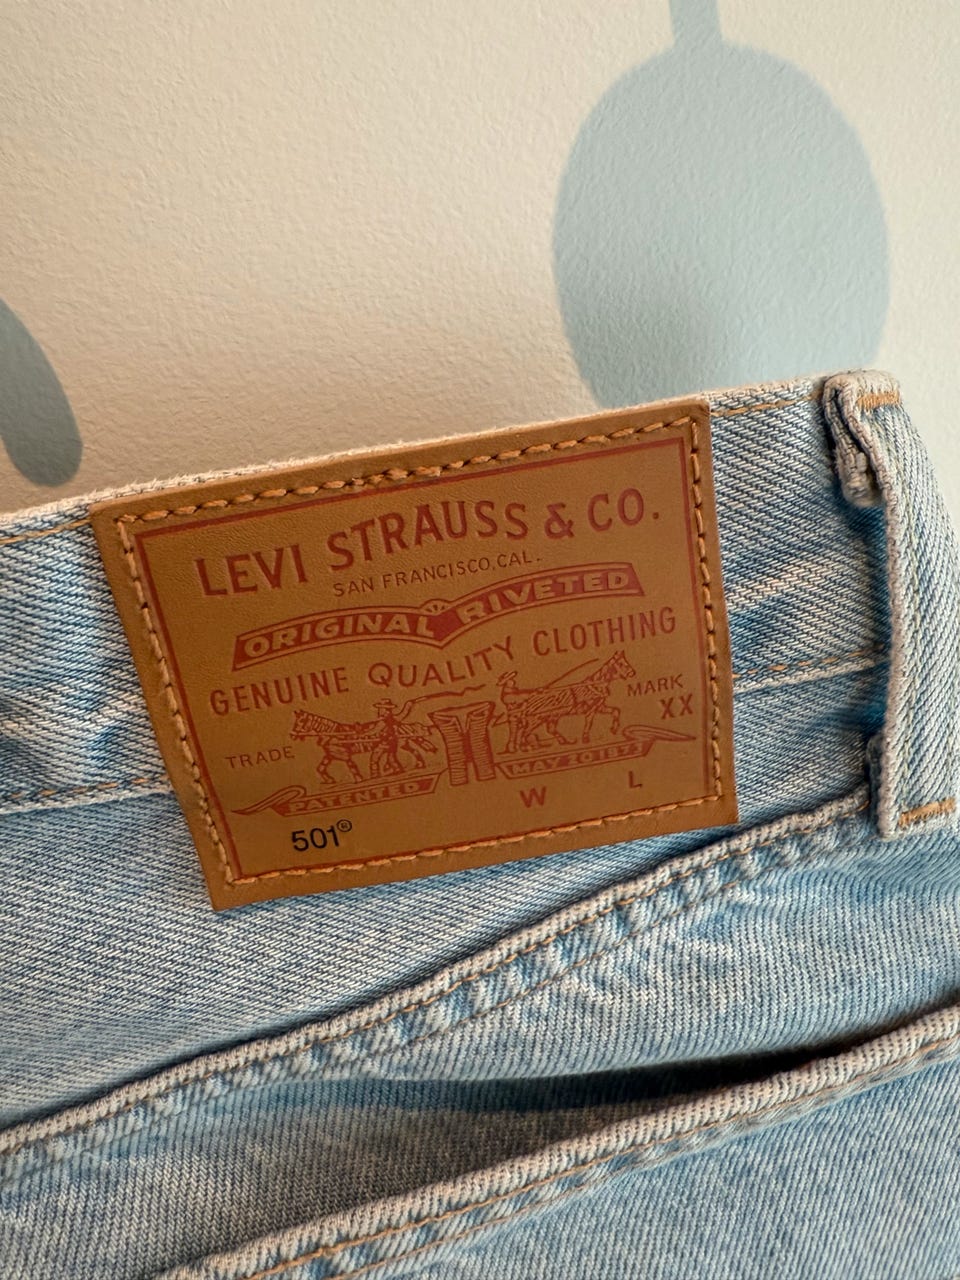 LEVI STRAUSS & CO.
SAN FRANCISCO, CAL.
ORIGINAL RIVETED
GENUINE QUALITY CLOTHING
TRADE MARK
XX
PATENTED MAY 20 1873
W L
501®